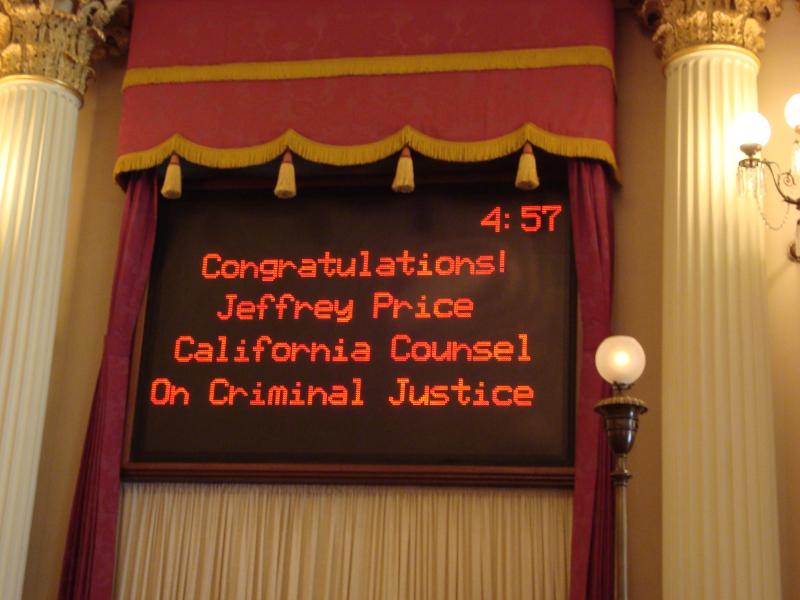 4:57
Congratulations!
Jeffrey Price
California Counsel
On Criminal Justice